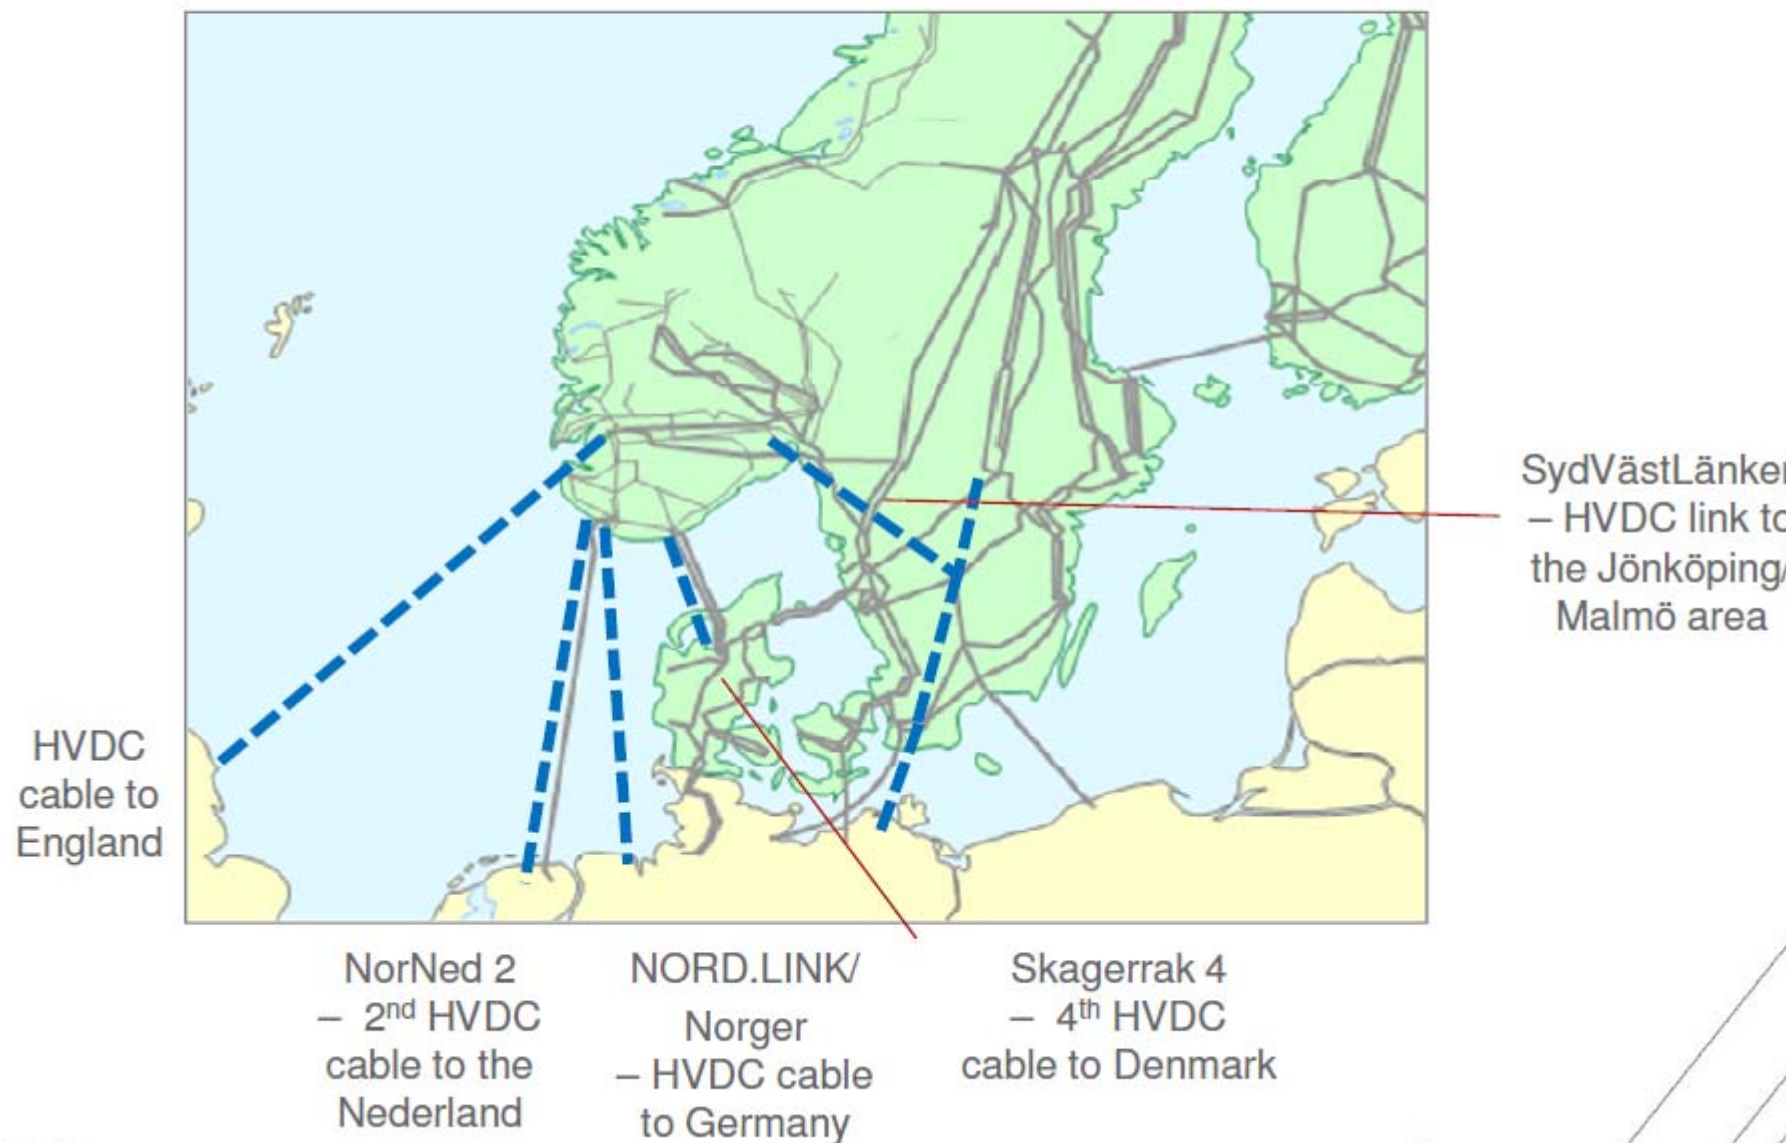 SydVästLänken
– HVDC link to
the Jönköping/
Malmö area
HVDC
cable to
England
NorNed 2
– 2nd HVDC
cable to the
Nederland
NORD.LINK/
Norger
– HVDC cable
to Germany
Skagerrak 4
– 4th HVDC
cable to Denmark